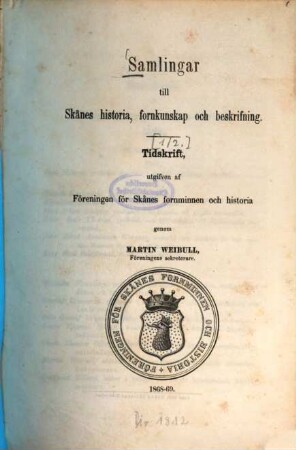 Samlingar
till
Skånes historia, fornkunskap och beskrifning.
[1/2.]
Tidskrift,
utgifven af
Föreningen för Skånes fornminnen och historia
genom
MARTIN WEIBULL,
Föreningens sekreterare.
FÖRENINGEN FÖR SKÅNES FORNMINNEN OCH HISTORIA
1868-69.